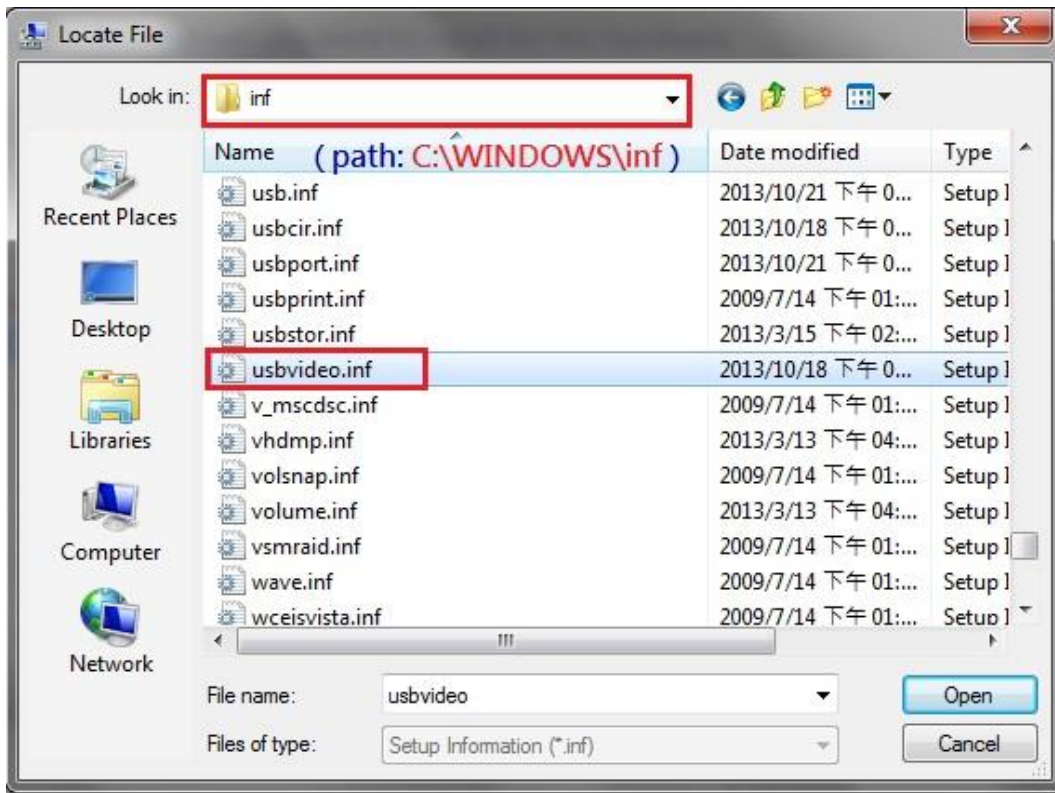 Locate File
Look in: inf
Name (path: C:\WINDOWS\inf) Date modified Type
usb.inf 2013/10/21 下午 0... Setup I
usbcir.inf 2013/10/18 下午 0... Setup I
usbport.inf 2013/10/21 下午 0... Setup I
usbprint.inf 2009/7/14 下午 01:... Setup I
usbstor.inf 2013/3/15 下午 02:... Setup I
usbvideo.inf 2013/10/18 下午 0... Setup I
v_mscdsc.inf 2009/7/14 下午 01:... Setup I
vhdmp.inf 2013/3/13 下午 04:... Setup I
volsnap.inf 2009/7/14 下午 01:... Setup I
volume.inf 2013/3/13 下午 04:... Setup I
vsmraid.inf 2009/7/14 下午 01:... Setup I
wave.inf 2009/7/14 下午 01:... Setup I
wceisvista.inf 2009/7/14 下午 01:... Setup I
Recent Places
Desktop
Libraries
Computer
Network
File name: usbvideo Open
Files of type: Setup Information (*.inf) Cancel